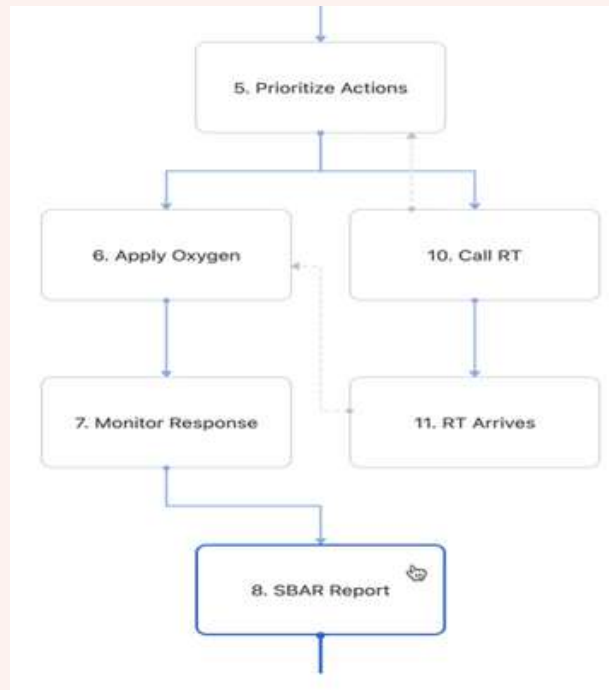 5. Prioritize Actions
6. Apply Oxygen
10. Call RT
7. Monitor Response
11. RT Arrives
8. SBAR Report